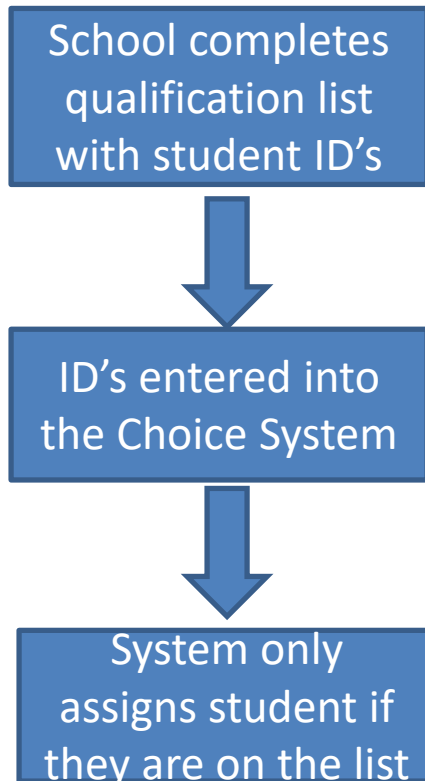 School completes
qualification list
with student ID’s
ID’s entered into
the Choice System
System only
assigns student if
they are on the list